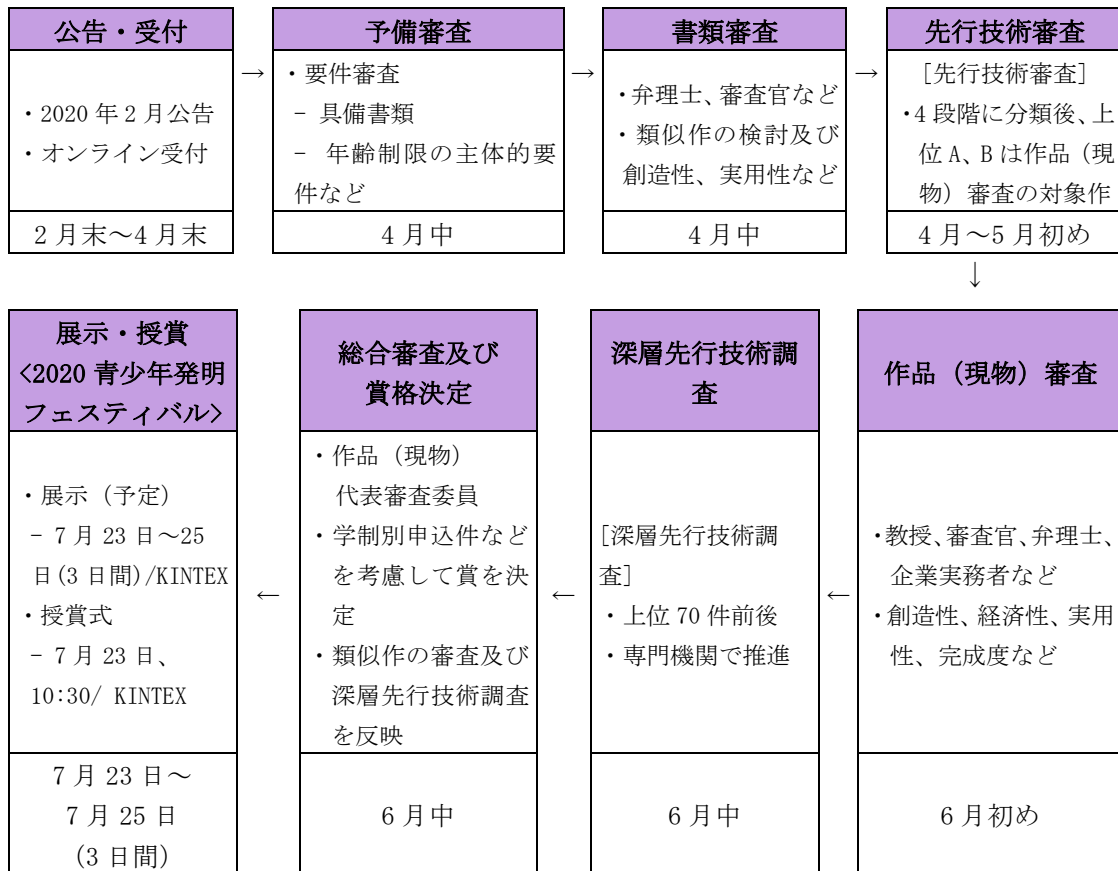 公告・受付
・2020年2月公告
・オンライン受付
2月末～4月末
→
予備審査
・要件審査
− 具備書類
− 年齢制限の主体的要
件など
4月中
→
書類審査
・弁理士、審査官など
・類似作の検討及び
創造性、実用性など
4月中
→
先行技術審査
[先行技術審査]
・4段階に分類後、上
位A、Bは作品（現
物）審査の対象作
4月～5月初め
↓
作品（現物）審査
・教授、審査官、弁理士、
企業実務者など
・創造性、経済性、実用
性、完成度など
6月初め
←
深層先行技術調
査
[深層先行技術調
査]
・上位70件前後
・専門機関で推進
6月中
←
総合審査及び
賞格決定
・作品（現物）
代表審査委員
・学制別申込件など
を考慮して賞を決
定
・類似作の審査及び
深層先行技術調査
を反映
6月中
←
展示・授賞
<2020青少年発明
フェスティバル>
・展示（予定）
− 7月23日～25
日(3日間)/KINTEX
・授賞式
− 7月23日、
10:30/ KINTEX
7月23日～
7月25日
(3日間)